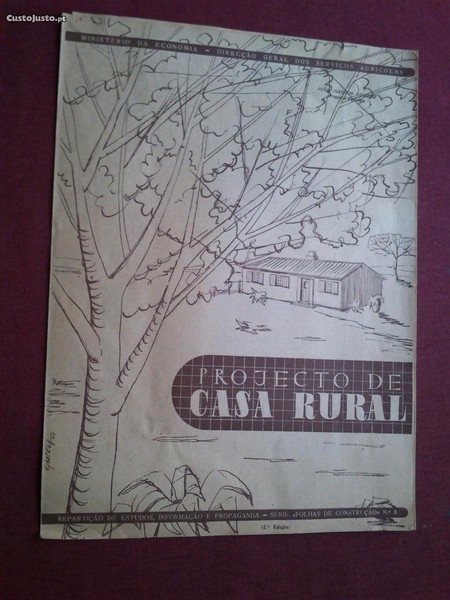 CustoJusto.pt
MINISTÉRIO DA ECONOMIA — DIRECÇÃO GERAL DOS SERVIÇOS AGRÍCOLAS
PROJECTO DE
CASA RURAL
REPARTIÇÃO DE ESTUDOS, INFORMAÇÃO E PROPAGANDA — SÉRIE «FOLHAS DE CONSTRUÇÃO» N.º 8
(2.ª Edição)